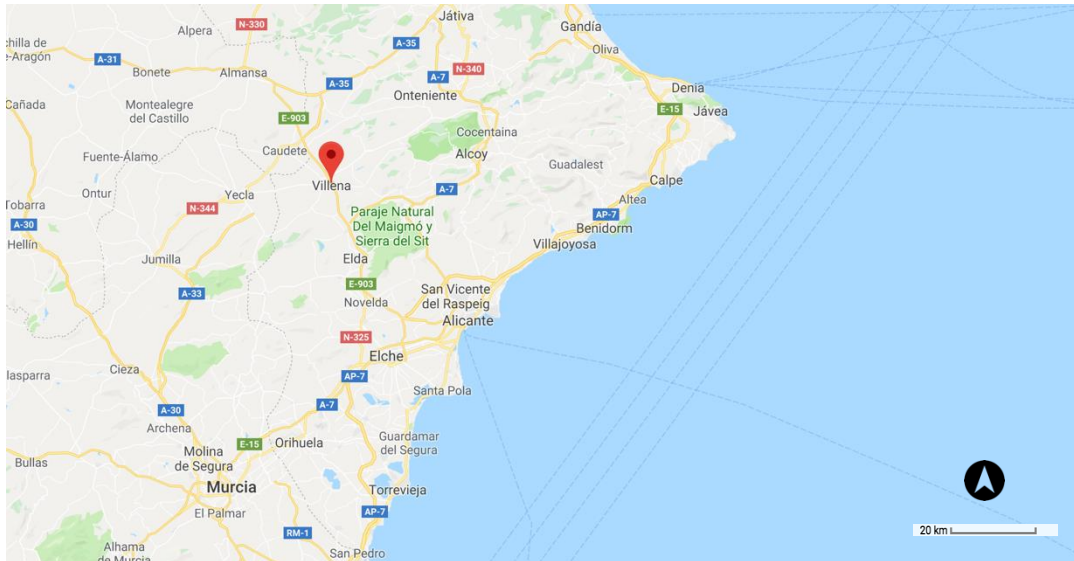 Játiva
Gandía
Alpera
N-330
chilla de
e-Aragón
A-35
Oliva
A-31
Bonete
Almansa
A-7
N-340
A-35
Onteniente
Denia
E-15
Jávea
Cañada
Montealegre
del Castillo
E-903
Cocentaina
Caudete
Alcoy
Fuente-Álamo
Guadalest
Villena
Calpe
Ontur
Yecla
A-7
Altea
Tobarra
N-344
Paraje Natural
Del Maigmó y
Sierra del Sit
AP-7
A-30
Benidorm
Hellín
Villajoyosa
Jumilla
Elda
E-903
San Vicente
del Raspeig
A-33
Novelda
Alicante
N-325
Elche
Cieza
lasparra
AP-7
Santa Pola
A-7
A-30
Archena
Guardamar
del Segura
E-15
Orihuela
Molina
de Segura
Bullas
Murcia
Torrevieja
El Palmar
AP-7
RM-1
20 km
Alhama
de Murcia
San Pedro